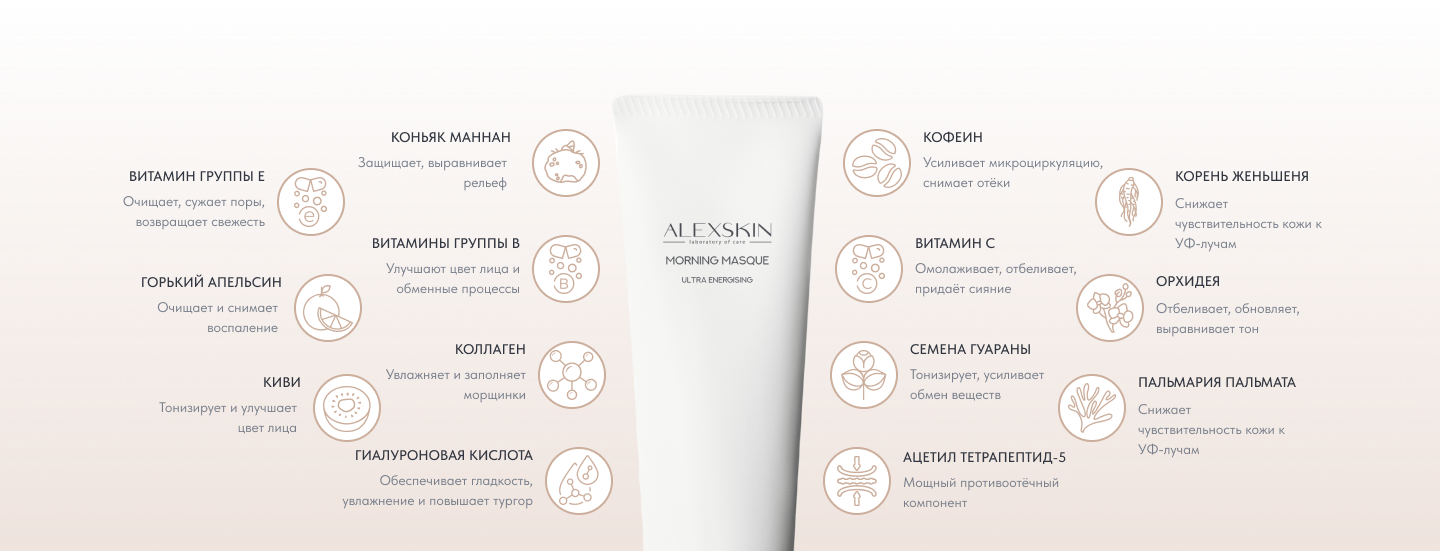 КОНЬЯК МАННАН
Защищает, выравнивает
рельеф
ВИТАМИН ГРУППЫ Е
Очищает, сужает поры,
возвращает свежесть
e
ВИТАМИНЫ ГРУППЫ В
Улучшают цвет лица и
обменные процессы
B
ГОРЬКИЙ АПЕЛЬСИН
Очищает и снимает
воспаление
КОЛЛАГЕН
Увлажняет и заполняет
морщинки
КИВИ
Тонизирует и улучшает
цвет лица
ГИАЛУРОНОВАЯ КИСЛОТА
Обеспечивает гладкость,
увлажнение и повышает тургор
ALEXSKIN
laboratory of care
MORNING MASQUE
ULTRA ENERGISING
КОФЕИН
Усиливает микроциркуляцию,
снимает отёки
КОРЕНЬ ЖЕНЬШЕНЯ
Снижает
чувствительность кожи к
УФ-лучам
ВИТАМИН С
Омолаживает, отбеливает,
придаёт сияние
C
ОРХИДЕЯ
Отбеливает, обновляет,
выравнивает тон
СЕМЕНА ГУАРАНЫ
Тонизирует, усиливает
обмен веществ
ПАЛЬМАРИЯ ПАЛЬМАТА
Снижает
чувствительность кожи к
УФ-лучам
АЦЕТИЛ ТЕТРАПЕПТИД-5
Мощный противоотёчный
компонент